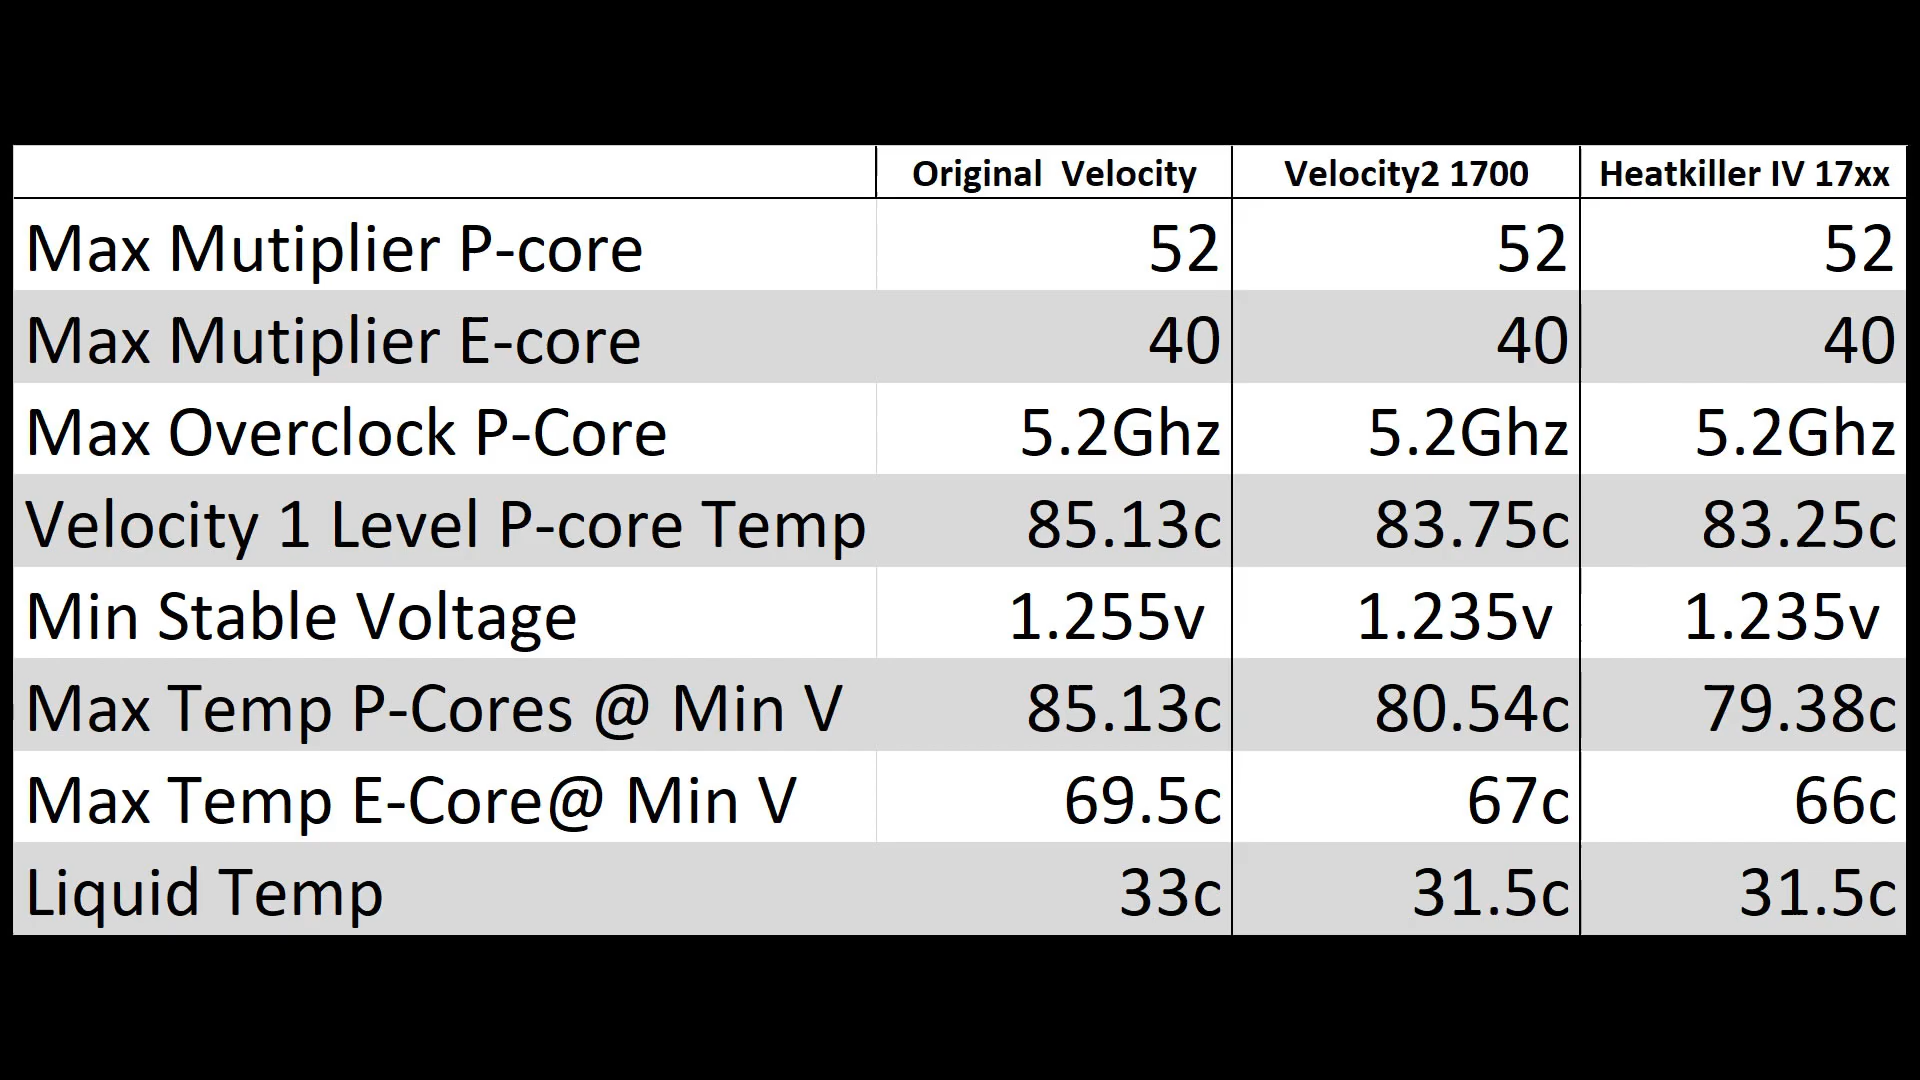 Original  Velocity Velocity2 1700 Heatkiller IV 17xx
Max Mutiplier P-core 52 52 52
Max Mutiplier E-core 40 40 40
Max Overclock P-Core 5.2Ghz 5.2Ghz 5.2Ghz
Velocity 1 Level P-core Temp 85.13c 83.75c 83.25c
Min Stable Voltage 1.255v 1.235v 1.235v
Max Temp P-Cores @ Min V 85.13c 80.54c 79.38c
Max Temp E-Core@ Min V 69.5c 67c 66c
Liquid Temp 33c 31.5c 31.5c